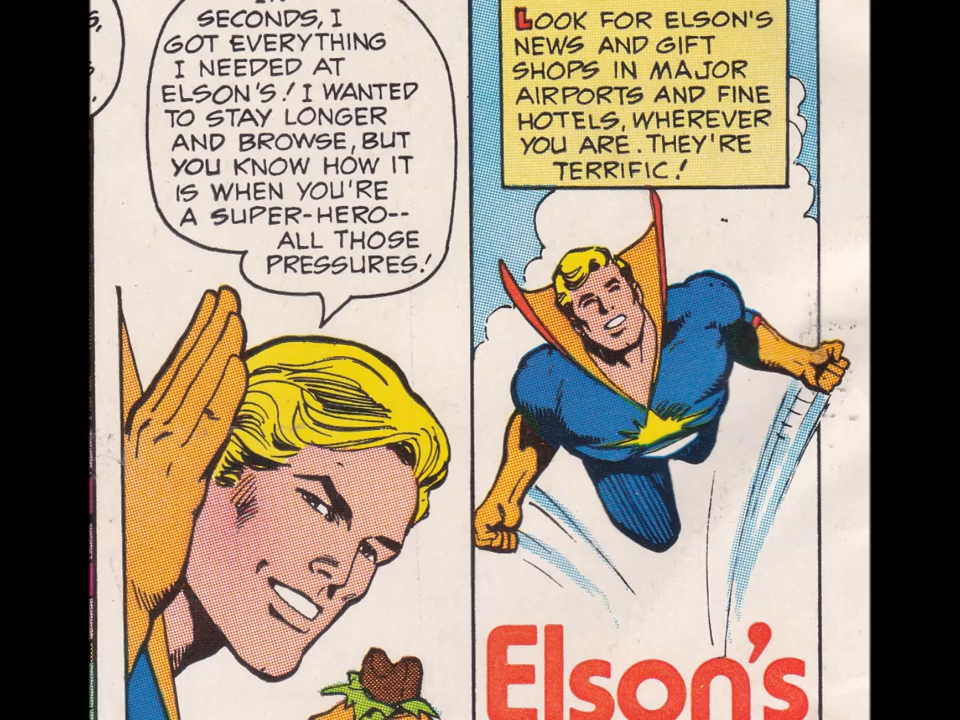 SECONDS, I
GOT EVERYTHING
I NEEDED AT
ELSON'S! I WANTED
TO STAY LONGER
AND BROWSE, BUT
YOU KNOW HOW IT
IS WHEN YOU'RE
A SUPER-HERO--
ALL THOSE
PRESSURES!
LOOK FOR ELSON'S
NEWS AND GIFT
SHOPS IN MAJOR
AIRPORTS AND FINE
HOTELS, WHEREVER
YOU ARE. THEY'RE
TERRIFIC!
Elson's